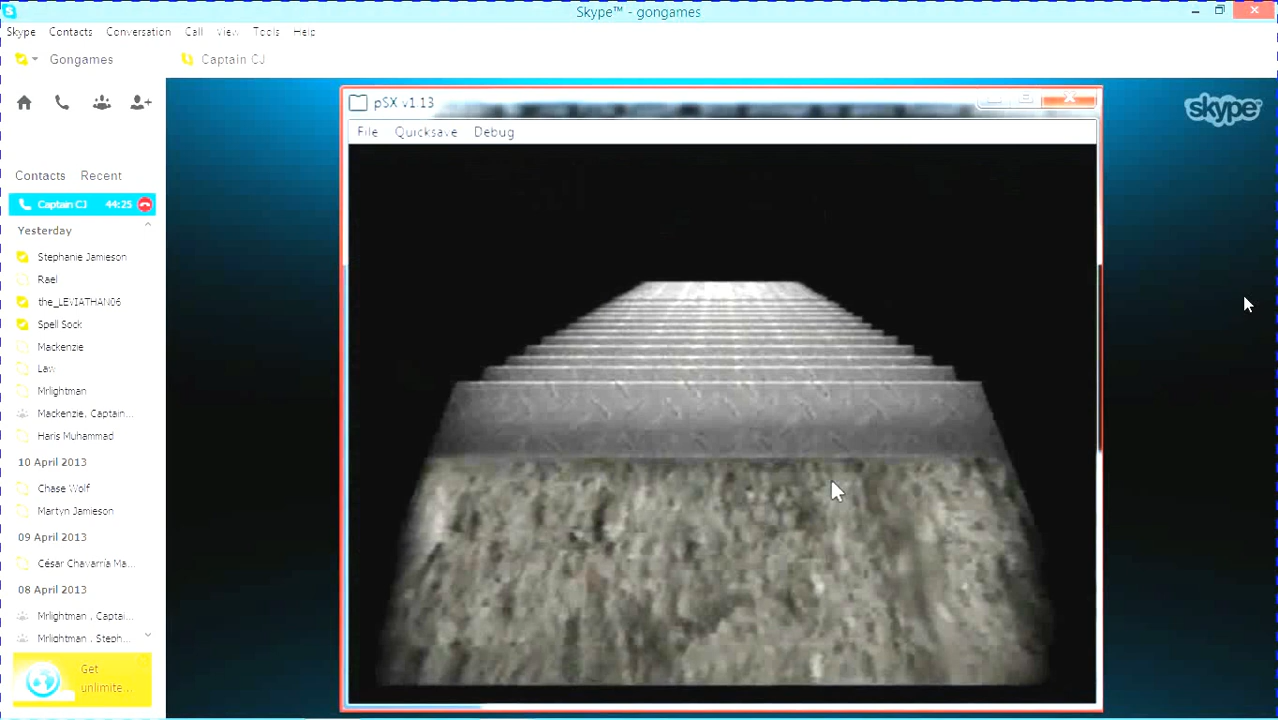 Skype™ - gongames
Skype Contacts Conversation Call View Tools Help
Gongames
Captain CJ
skype
pSX v1.13
File Quicksave Debug
Contacts Recent
Captain CJ 44:25
Yesterday
Stephanie Jamieson
Rael
the_LEVIATHAN06
Spell Sock
Mackenzie
Law
Mrlightman
Mackenzie, Captain...
Haris Muhammad
10 April 2013
Chase Wolf
Martyn Jamieson
09 April 2013
César Chavarría Ma...
08 April 2013
Mrlightman , Captai...
Mrlightman , Steph...
Get
unlimite...